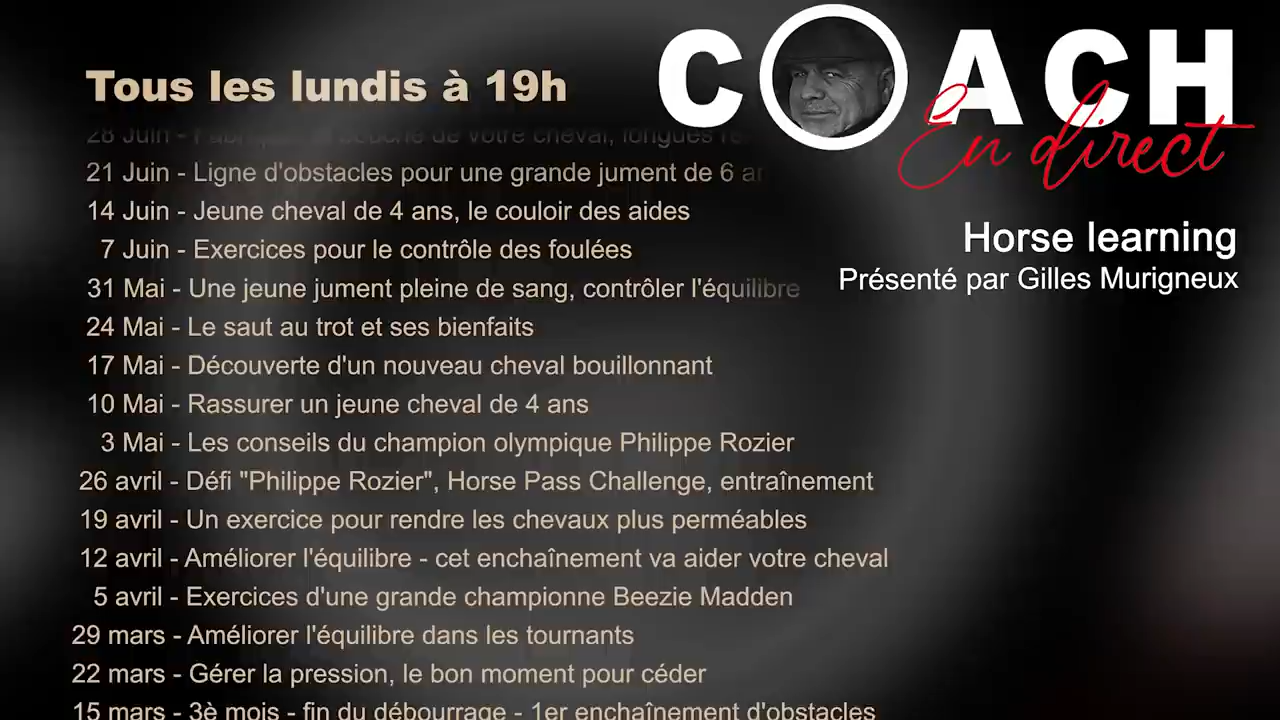 COACH
En direct
Tous les lundis à 19h
28 Juin - de votre cheval, longues
21 Juin - Ligne d'obstacles pour une grande jument de 6
14 Juin - Jeune cheval de 4 ans, le couloir des aides
7 Juin - Exercices pour le contrôle des foulées
31 Mai - Une jeune jument pleine de sang, contrôler l'équilibre
24 Mai - Le saut au trot et ses bienfaits
17 Mai - Découverte d'un nouveau cheval bouillonnant
10 Mai - Rassurer un jeune cheval de 4 ans
3 Mai - Les conseils du champion olympique Philippe Rozier
26 avril - Défi "Philippe Rozier", Horse Pass Challenge, entraînement
19 avril - Un exercice pour rendre les chevaux plus perméables
12 avril - Améliorer l'équilibre - cet enchaînement va aider votre cheval
5 avril - Exercices d'une grande championne Beezie Madden
29 mars - Améliorer l'équilibre dans les tournants
22 mars - Gérer la pression, le bon moment pour céder
15 mars - 3è mois - fin du débourrage - 1er enchaînement d'obstacles
Horse learning
Présenté par Gilles Murigneux